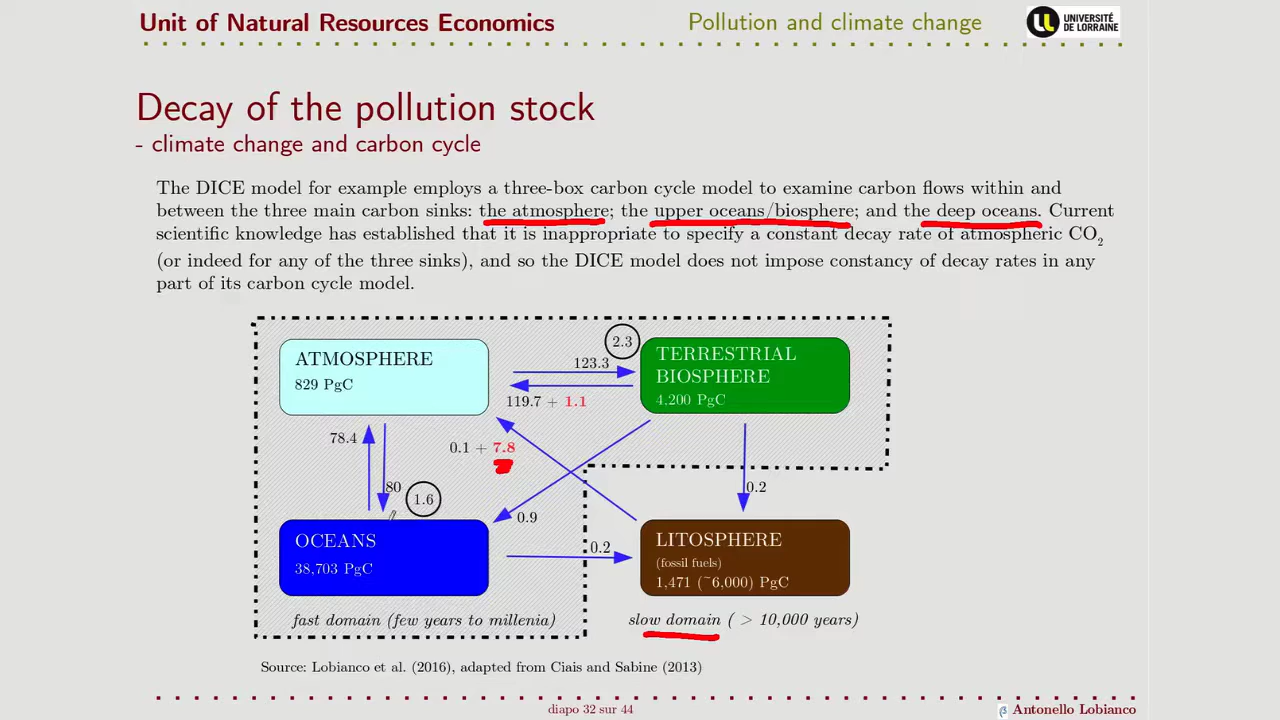 Unit of Natural Resources Economics
Pollution and climate change
UNIVERSITÉ
DE LORRAINE
Decay of the pollution stock
- climate change and carbon cycle
The DICE model for example employs a three-box carbon cycle model to examine carbon flows within and
between the three main carbon sinks: the atmosphere; the upper oceans/biosphere; and the deep oceans. Current
scientific knowledge has established that it is inappropriate to specify a constant decay rate of atmospheric CO2
(or indeed for any of the three sinks), and so the DICE model does not impose constancy of decay rates in any
part of its carbon cycle model.
ATMOSPHERE
829 PgC
123.3
2.3
119.7 + 1.1
TERRESTRIAL
BIOSPHERE
4,200 PgC
78.4
80
1.6
0.1 + 7.8
0.9
0.2
OCEANS
38,703 PgC
0.2
LITOSPHERE
(fossil fuels)
1,471 (~6,000) PgC
fast domain (few years to millenia)
slow domain ( > 10,000 years)
Source: Lobianco et al. (2016), adapted from Ciais and Sabine (2013)
diapo 32 sur 44
Antonello Lobianco